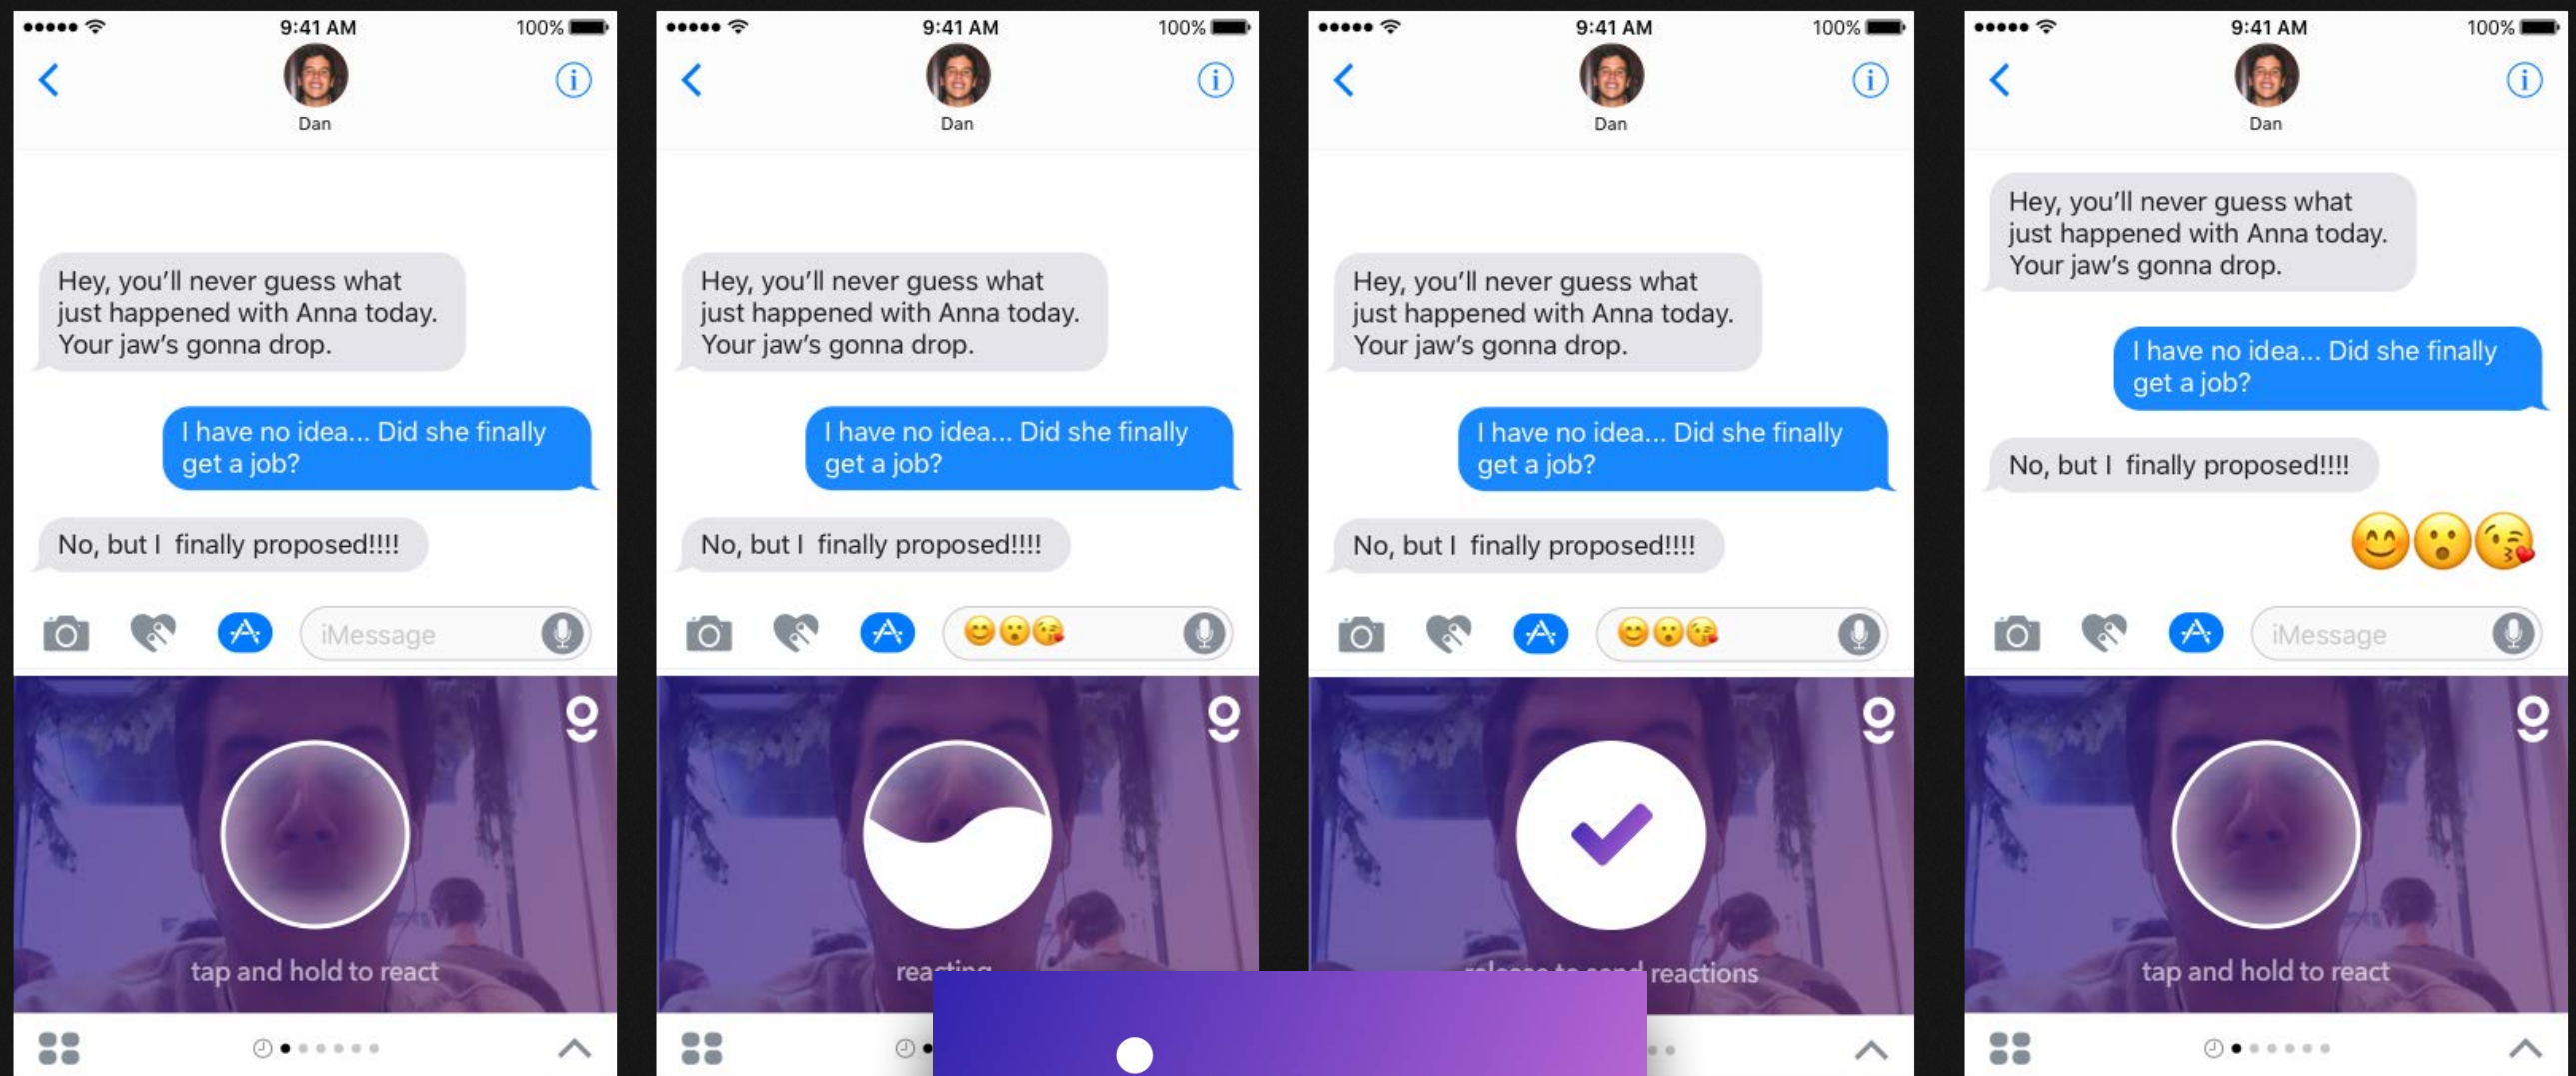 9:41 AM
100%
Dan
Hey, you'll never guess what
just happened with Anna today.
Your jaw's gonna drop.
I have no idea... Did she finally
get a job?
No, but I finally proposed!!!!
iMessage
tap and hold to react
9:41 AM
100%
Dan
Hey, you'll never guess what
just happened with Anna today.
Your jaw's gonna drop.
I have no idea... Did she finally
get a job?
No, but I finally proposed!!!!
😊😮😘
reacting
9:41 AM
100%
Dan
Hey, you'll never guess what
just happened with Anna today.
Your jaw's gonna drop.
I have no idea... Did she finally
get a job?
No, but I finally proposed!!!!
😊😮😘
release to send reactions
9:41 AM
100%
Dan
Hey, you'll never guess what
just happened with Anna today.
Your jaw's gonna drop.
I have no idea... Did she finally
get a job?
No, but I finally proposed!!!!
😊😮😘
iMessage
tap and hold to react